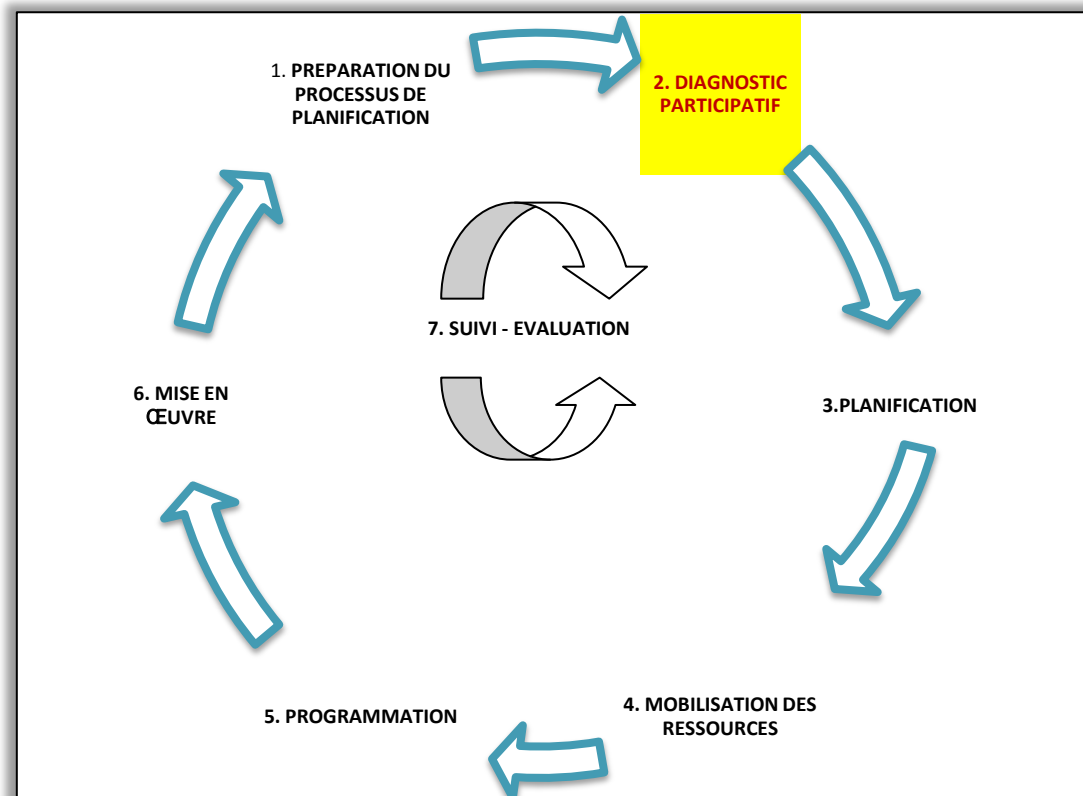 1. PREPARATION DU
PROCESSUS DE
PLANIFICATION
2. DIAGNOSTIC
PARTICIPATIF
3.PLANIFICATION
4. MOBILISATION DES
RESSOURCES
5. PROGRAMMATION
6. MISE EN
ŒUVRE
7. SUIVI - EVALUATION